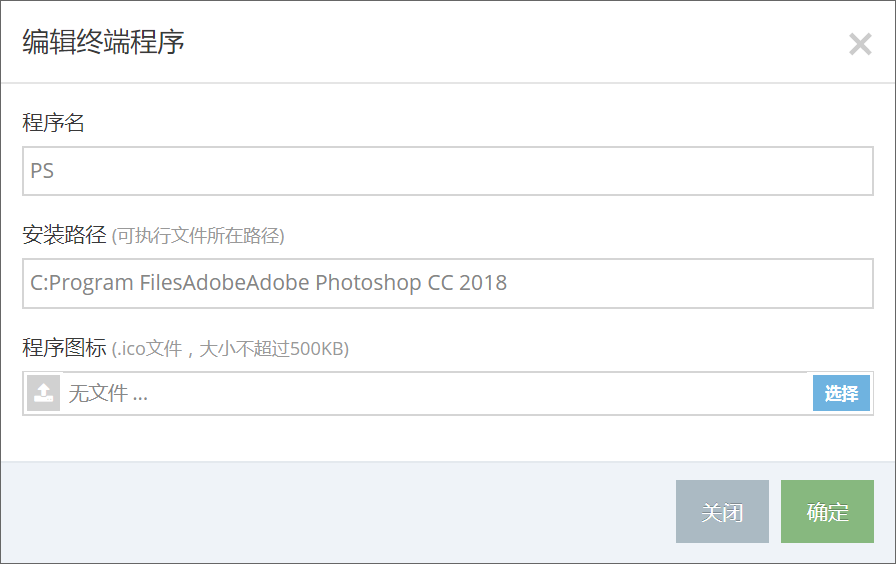 编辑终端程序
程序名
PS
安装路径 (可执行文件所在路径)
C:Program FilesAdobeAdobe Photoshop CC 2018
程序图标 (.ico文件，大小不超过500KB)
无文件 ... 选择
关闭 确定